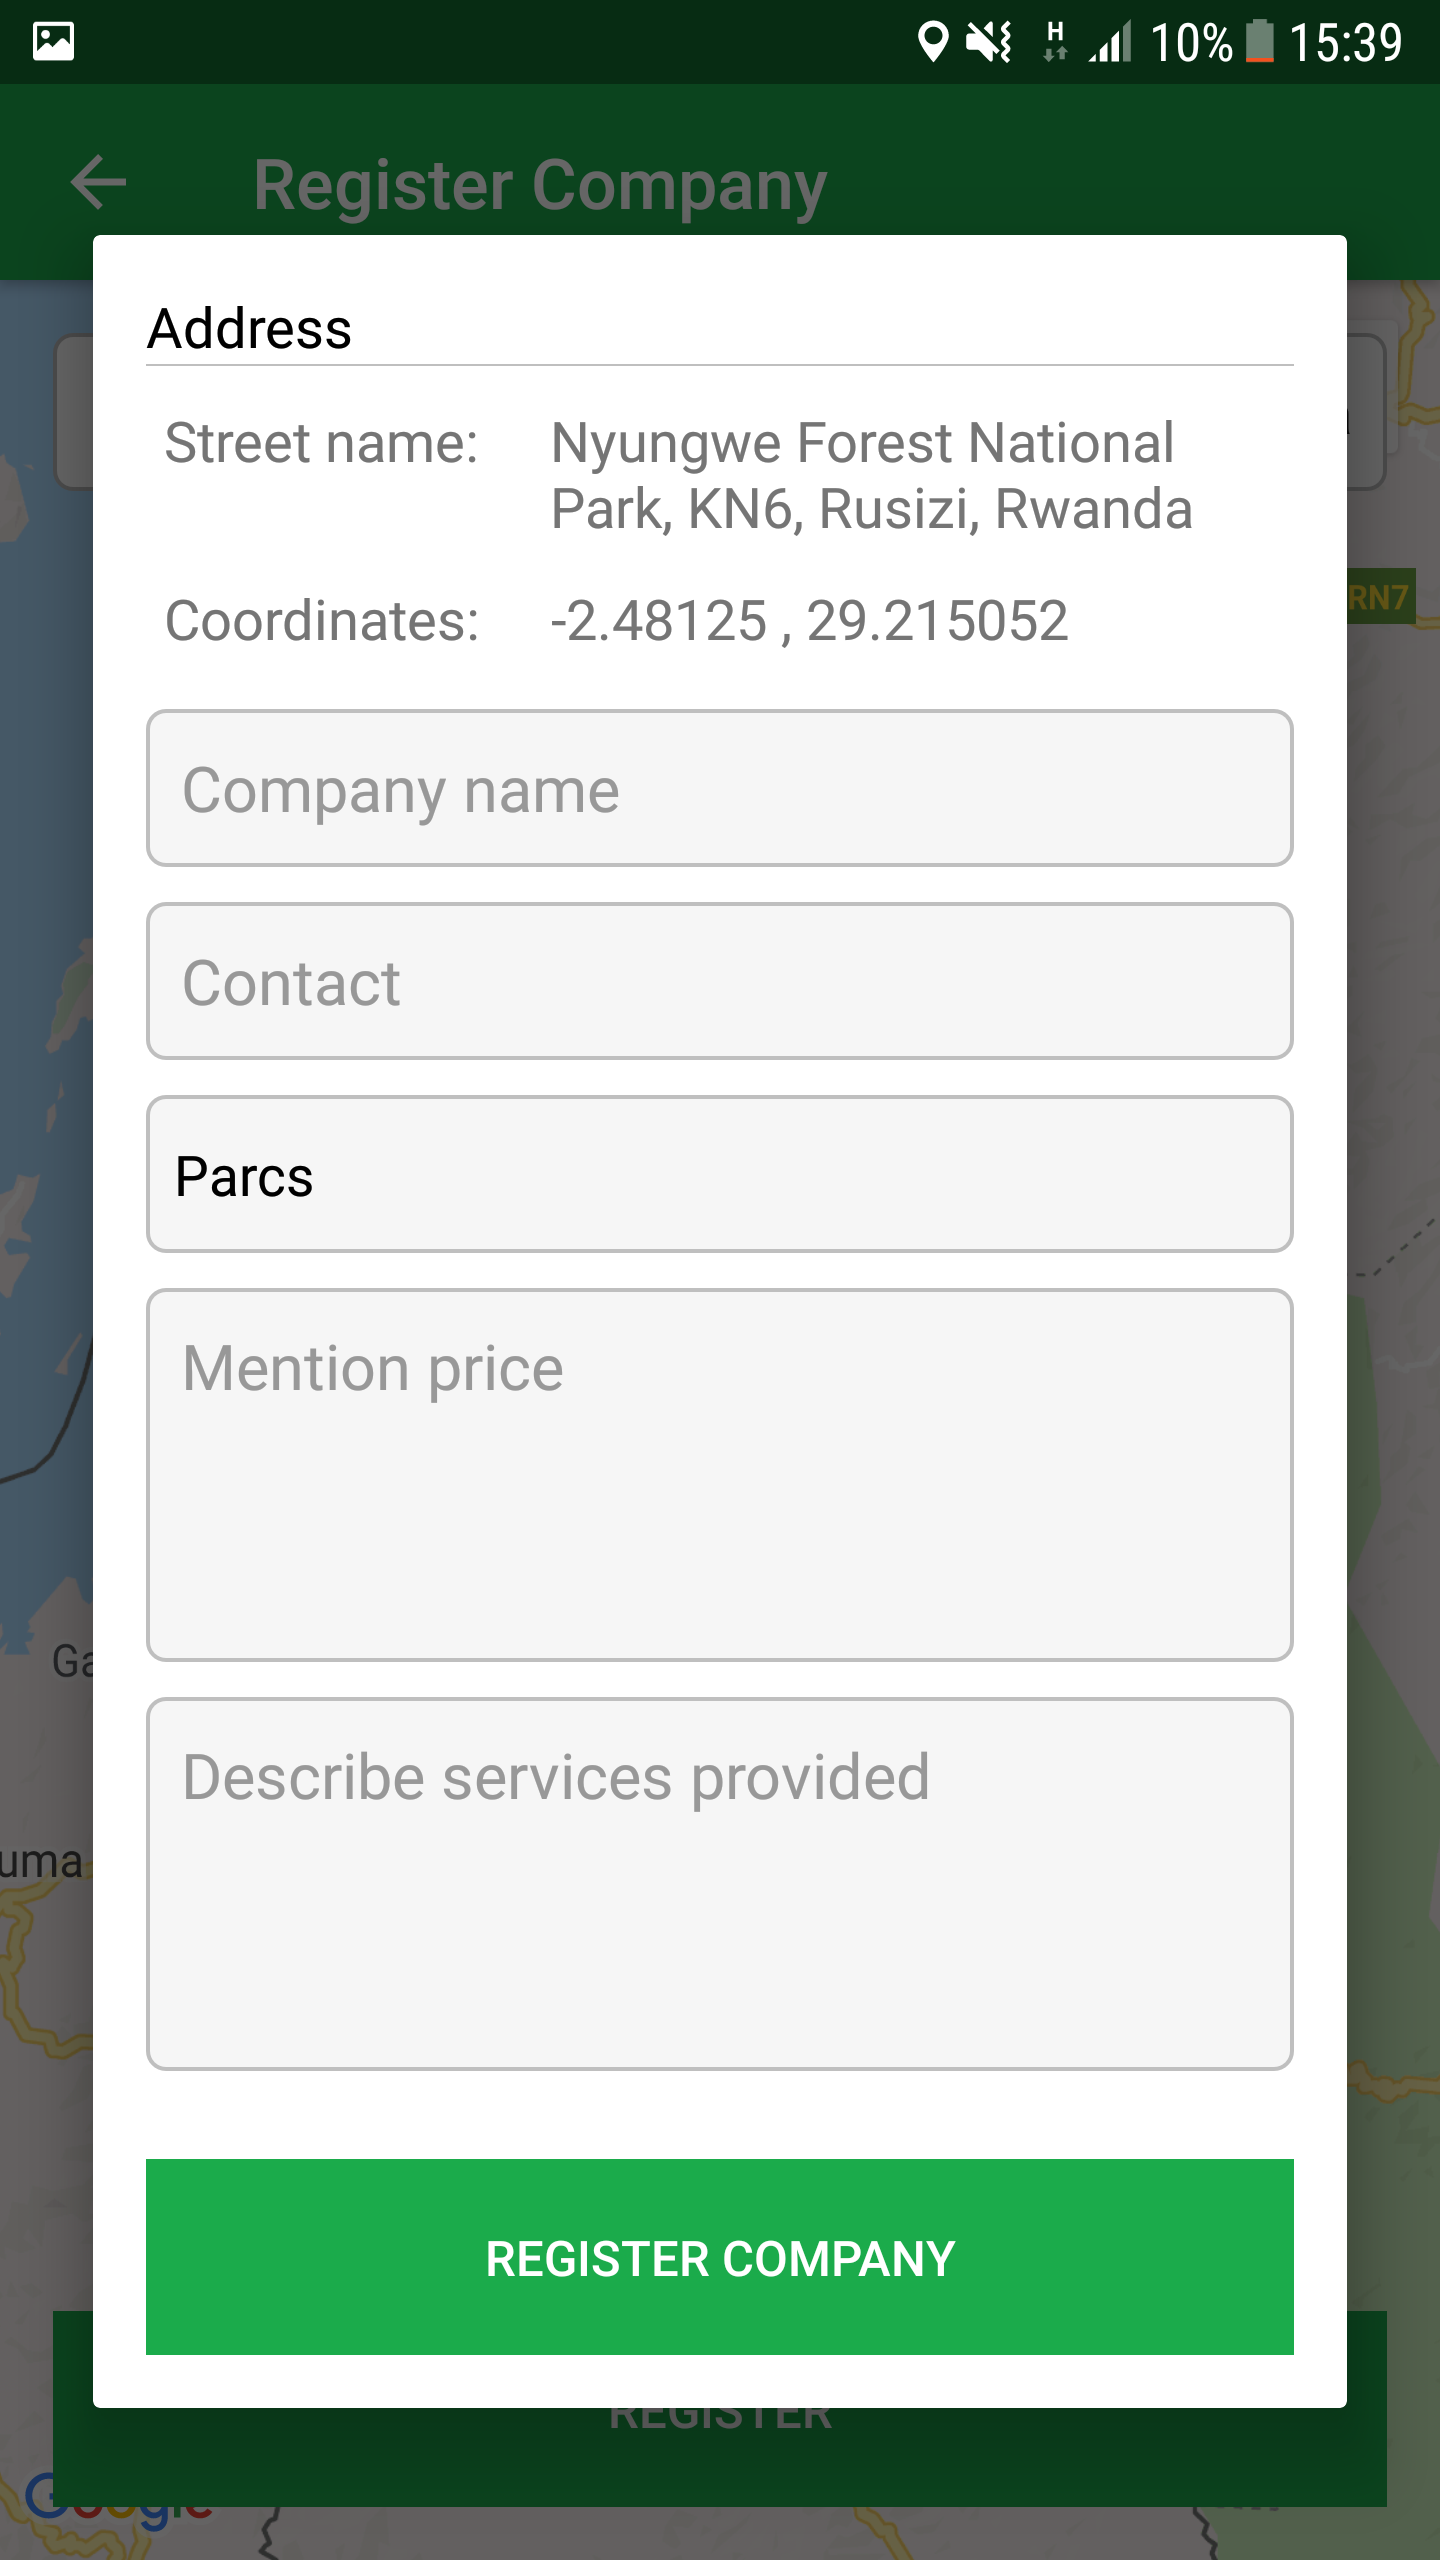 H 10% 15:39
Register Company
Address
Street name: Nyungwe Forest National
Park, KN6, Rusizi, Rwanda
RN7
Coordinates: -2.48125 , 29.215052
Company name
Contact
Parcs
Mention price
Ga
Describe services provided
uma
REGISTER COMPANY
REGISTER
Google